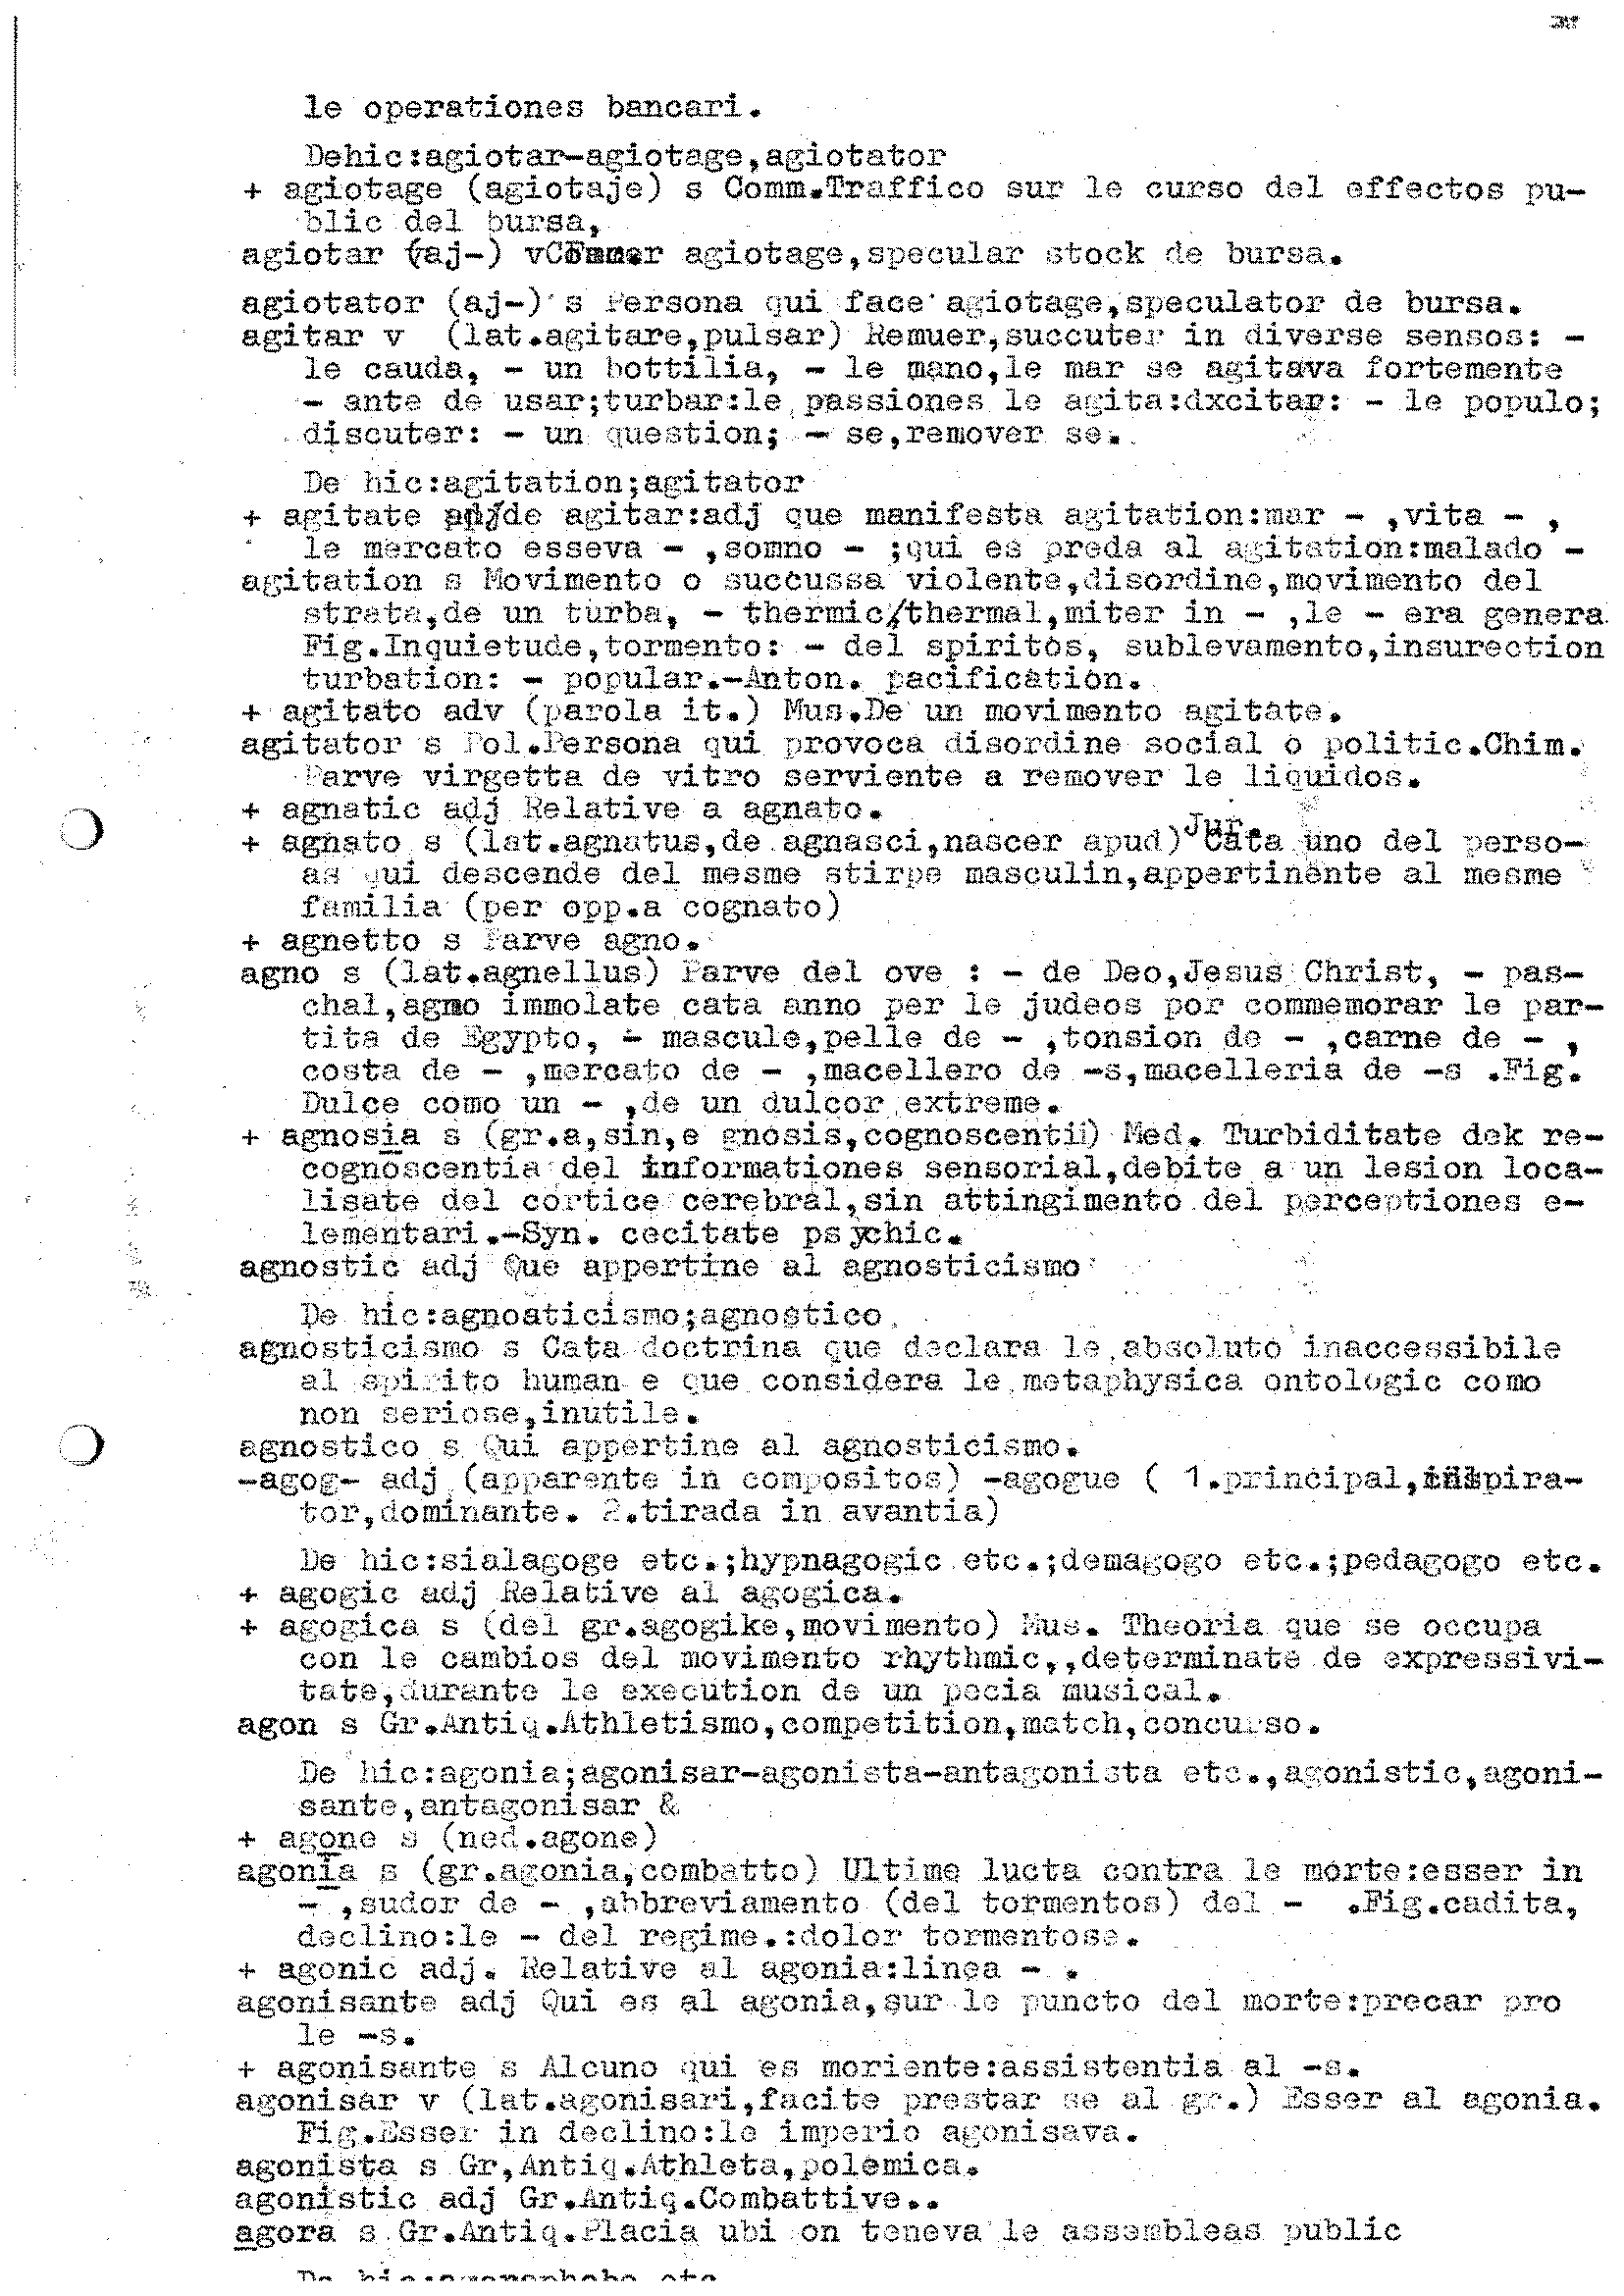 le operationes bancari.
Dehic:agiotar-agiotage,agiotator
+ agiotage (agiotaje) s Comm.Traffico sur le curso del effectos pu-
blic del bursa,
agiotar (aj-) v agiotage,specular stock de bursa.
agiotator (aj-) s Persona qui face agiotage,speculator de bursa.
agitar v (lat.agitare,pulsar) Remuer,succuter in diverse sensos: -
le cauda, - un bottilia, - le mano,le mar se agitava fortemente
- ante de usar;turbar:le passiones le agita:dxcitar: - le populo;
discuter: - un question; - se,remover se.
De hic:agitation;agitator
+ agitate de agitar:adj que manifesta agitation:mar - ,vita - ,
le mercato esseva - ,somno - ;qui es preda al agitation:malado -
agitation s Movimento o succussa violente,disordine,movimento del
strata,de un turba, - thermic/thermal,miter in - ,le - era genera
Fig.Inquietude,tormento: - del spiritos, sublevamento,insurection
turbation: - popular.-Anton. pacification.
+ agitato adv (parola it.) Mus.De un movimento agitate.
agitator s Pol.Persona qui provoca disordine social o politic.Chim.
Parve virgetta de vitro serviente a remover le liquidos.
+ agnatic adj Relative a agnato.
+ agnato s (lat.agnatus,de agnasci,nascer apud) Jur. Cata uno del perso-
as qui descende del mesme stirpe masculin,appertinente al mesme
familia (per opp.a cognato)
+ agnetto s Parve agno.
agno s (lat.agnellus) Parve del ove : - de Deo,Jesus Christ, - pas-
chal,agno immolate cata anno per le judeos por commemorar le par-
tita de Egypto, - mascule,pelle de - ,tonsion de - ,carne de - ,
costa de - ,mercato de - ,macellero de -s,macelleria de -s .Fig.
Dulce como un - ,de un dulcor extreme.
+ agnosia s (gr.a,sin,e gnosis,cognoscentii) Med. Turbiditate dek re-
cognoscentia del informationes sensorial,debite a un lesion loca-
lisate del cortice cerebral,sin attingimento del perceptiones e-
lementari.-Syn. cecitate psychic.
agnostic adj Que appertine al agnosticismo
De hic:agnoaticismo;agnostico
agnosticismo s Cata doctrina que declara le absoluto inaccessibile
al spirito human e que considera le metaphysica ontologic como
non seriose,inutile.
agnostico s Qui appertine al agnosticismo.
-agog- adj (apparente in compositos) -agogue ( 1.principal,inspira-
tor,dominante. 2.tirada in avantia)
De hic:sialagoge etc.;hypnagogic etc.;demagogo etc.;pedagogo etc.
+ agogic adj Relative al agogica.
+ agogica s (del gr.agogike,movimento) Mus. Theoria que se occupa
con le cambios del movimento rhythmic,,determinate de expressivi-
tate,durante le execution de un pecia musical.
agon s Gr.Antiq.Athletismo,competition,match,concurso.
De hic:agonia;agonisar-agonista-antagonista etc.,agonistic,agoni-
sante,antagonisar &
+ agone s (ned.agone)
agonia s (gr.agonia,combatto) Ultime lucta contra le morte:esser in
- ,sudor de - ,abbreviamento (del tormentos) del - .Fig.cadita,
declino:le - del regime.:dolor tormentose.
+ agonic adj. Relative al agonia:linea - .
agonisante adj Qui es al agonia,sur le puncto del morte:precar pro
le -s.
+ agonisante s Alcuno qui es moriente:assistentia al -s.
agonisar v (lat.agonisari,facite prestar se al gr.) Esser al agonia.
Fig.Esser in declino:le imperio agonisava.
agonista s Gr,Antiq.Athleta,polemica.
agonistic adj Gr.Antiq.Combattive..
agora s Gr.Antiq.Placia ubi on teneva le assembleas public